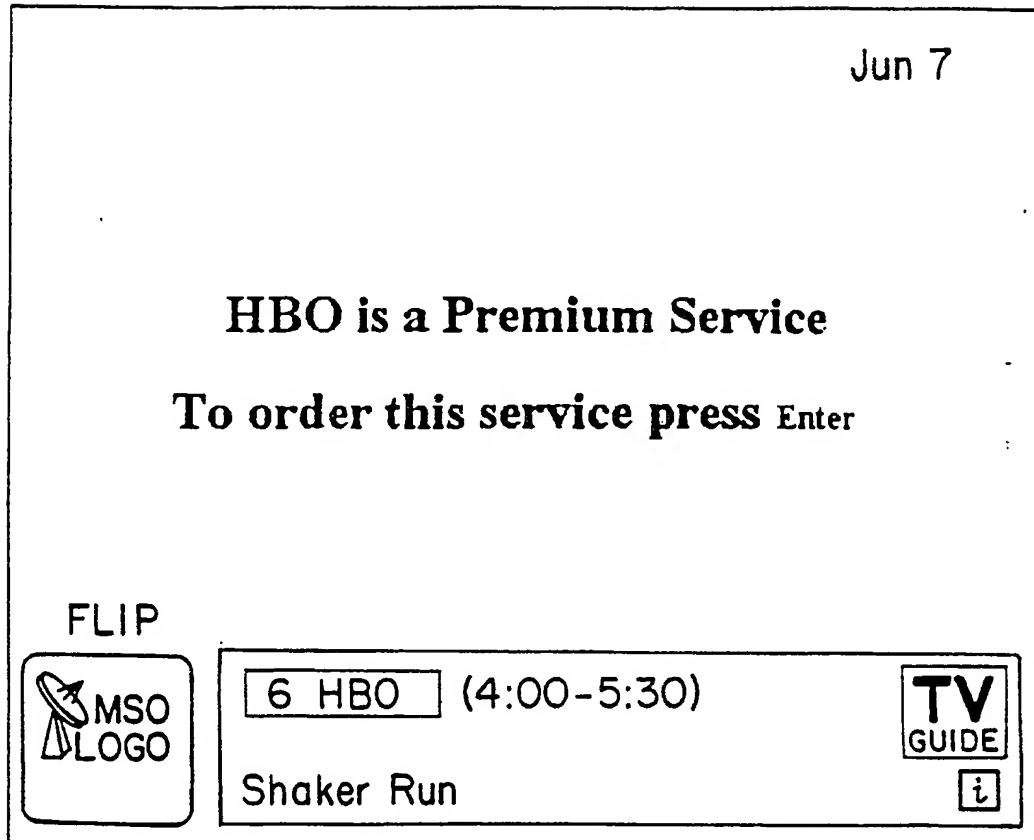 Jun 7
HBO is a Premium Service
To order this service press Enter
FLIP
MSO
LOGO
6 HBO (4:00-5:30)
TV
GUIDE
Shaker Run
i